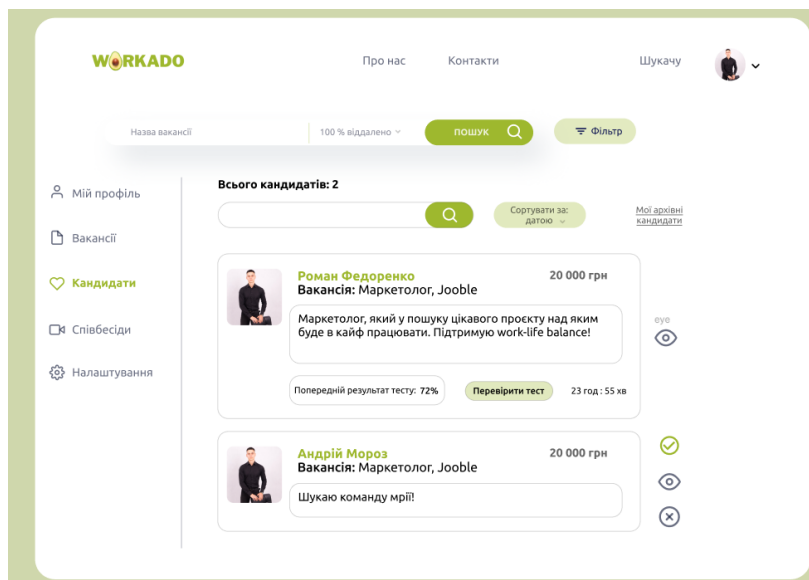 WORKADO
Про нас
Контакти
Шукачу
Назва вакансії
100 % віддалено
ПОШУК
Фільтр
Мій профіль
Вакансії
Кандидати
Співбесіди
Налаштування
Всього кандидатів: 2
Сортувати за:
датою
Мої архівні
кандидати
Роман Федоренко
20 000 грн
Вакансія: Маркетолог, Jooble
Маркетолог, який у пошуку цікавого проєкту над яким
буде в кайф працювати. Підтримую work-life balance!
eye
Попередній результат тесту: 72%
Перевірити тест
23 год : 55 хв
Андрій Мороз
20 000 грн
Вакансія: Маркетолог, Jooble
Шукаю команду мрії!